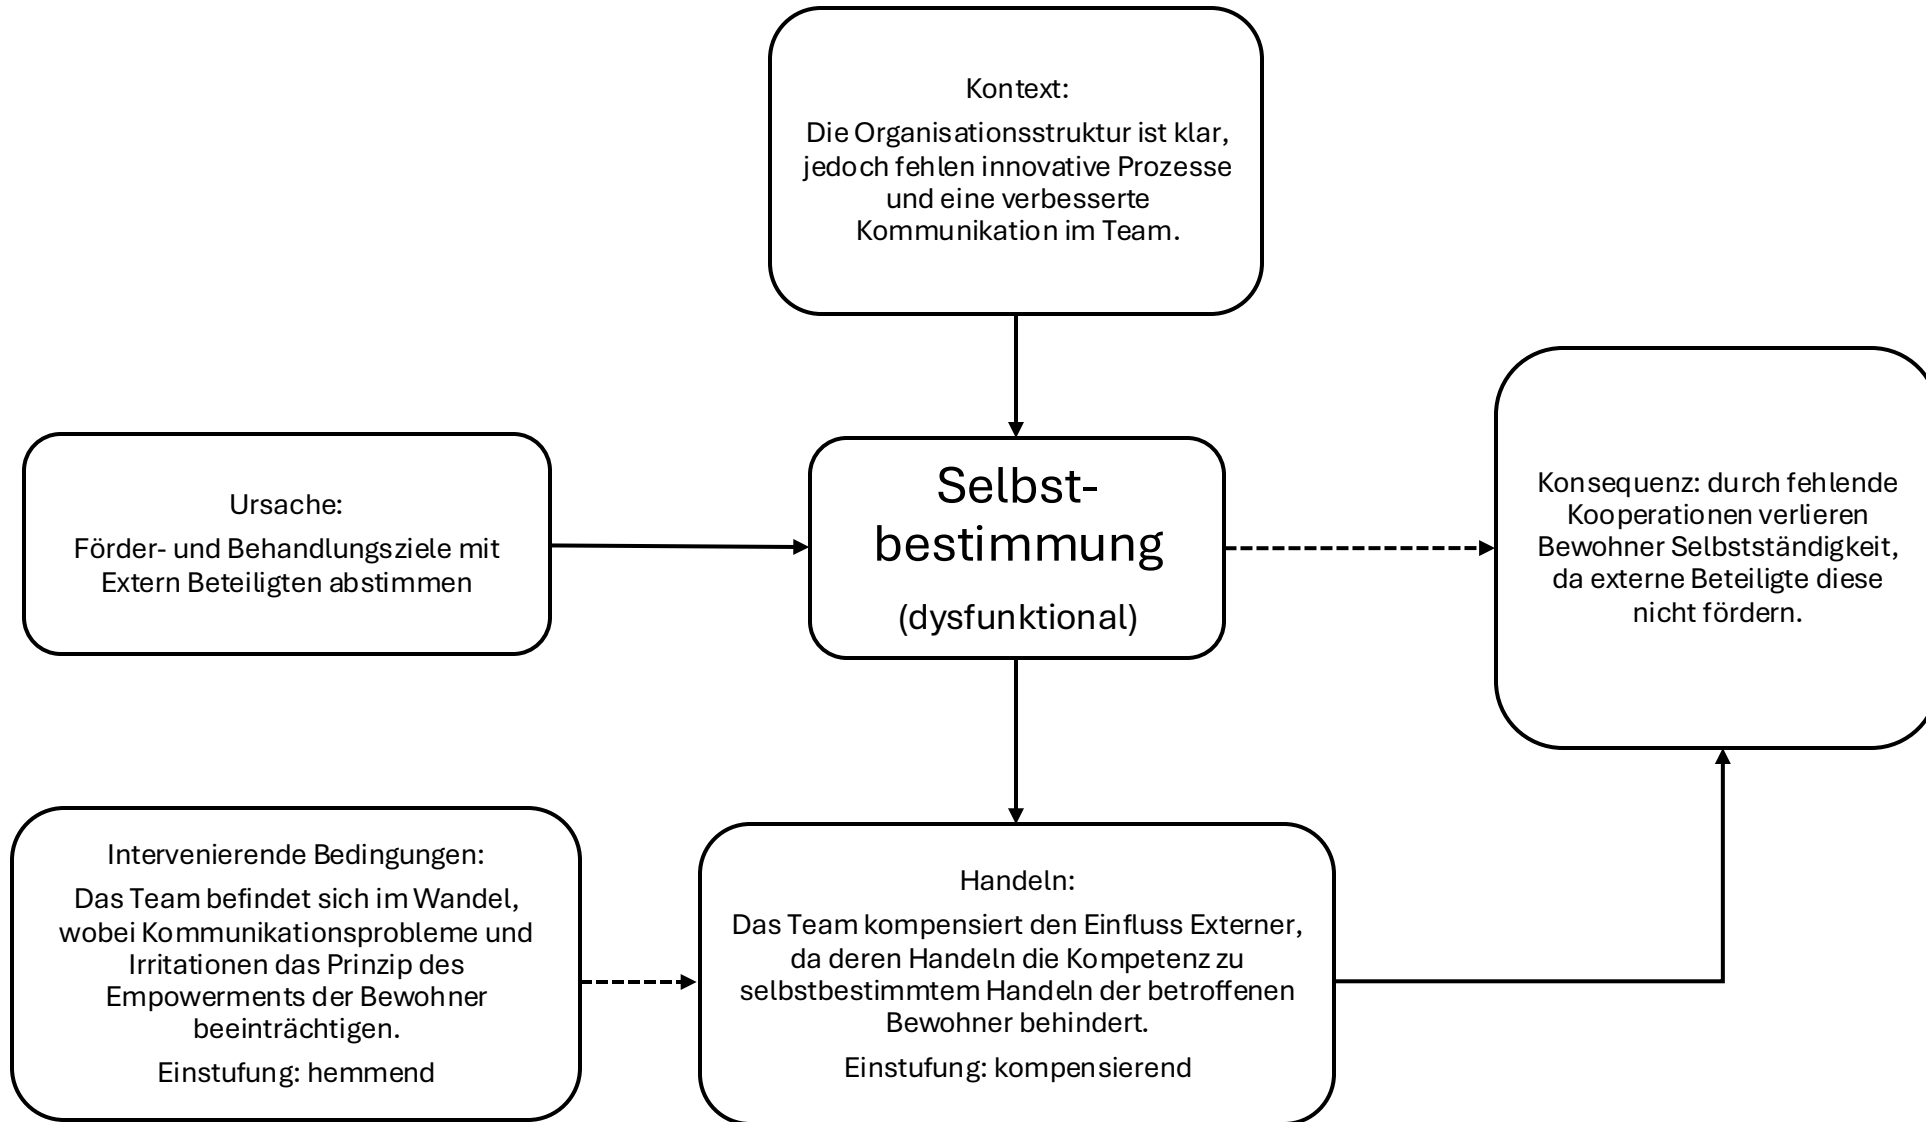 Kontext:
Die Organisationsstruktur ist klar,
jedoch fehlen innovative Prozesse
und eine verbesserte
Kommunikation im Team.
Ursache:
Förder- und Behandlungsziele mit
Extern Beteiligten abstimmen
Selbst-
bestimmung
(dysfunktional)
Konsequenz: durch fehlende
Kooperationen verlieren
Bewohner Selbstständigkeit,
da externe Beteiligte diese
nicht fördern.
Intervenierende Bedingungen:
Das Team befindet sich im Wandel,
wobei Kommunikationsprobleme und
Irritationen das Prinzip des
Empowerments der Bewohner
beeinträchtigen.
Einstufung: hemmend
Handeln:
Das Team kompensiert den Einfluss Externer,
da deren Handeln die Kompetenz zu
selbstbestimmtem Handeln der betroffenen
Bewohner behindert.
Einstufung: kompensierend